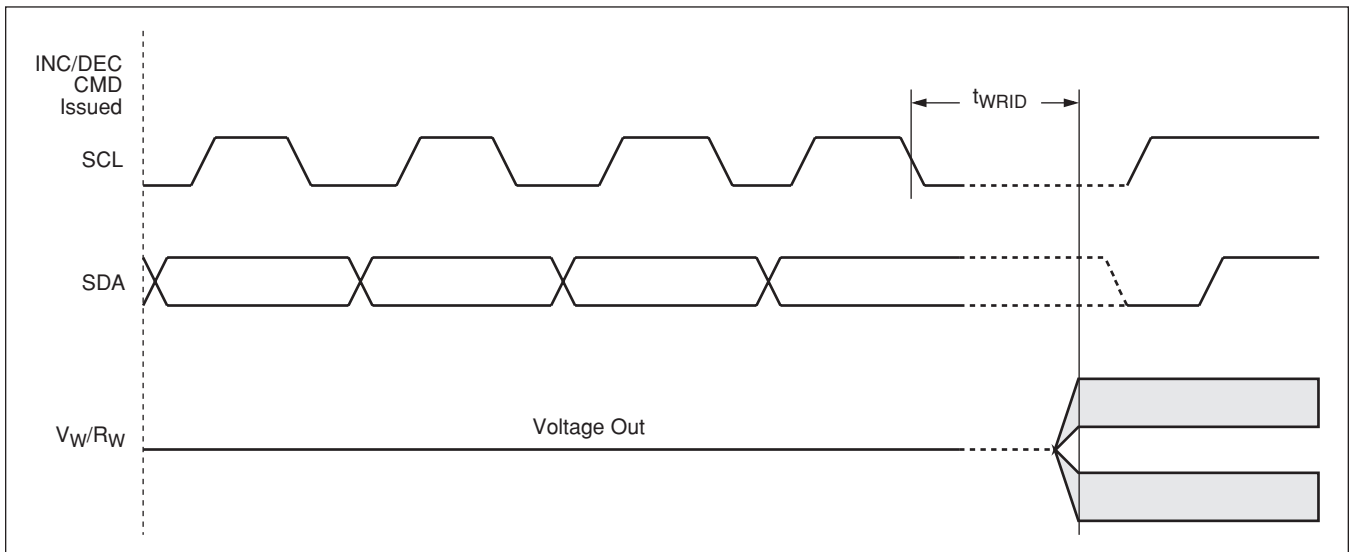 INC/DEC
CMD
Issued
tWRID
SCL
SDA
Voltage Out
VW/RW